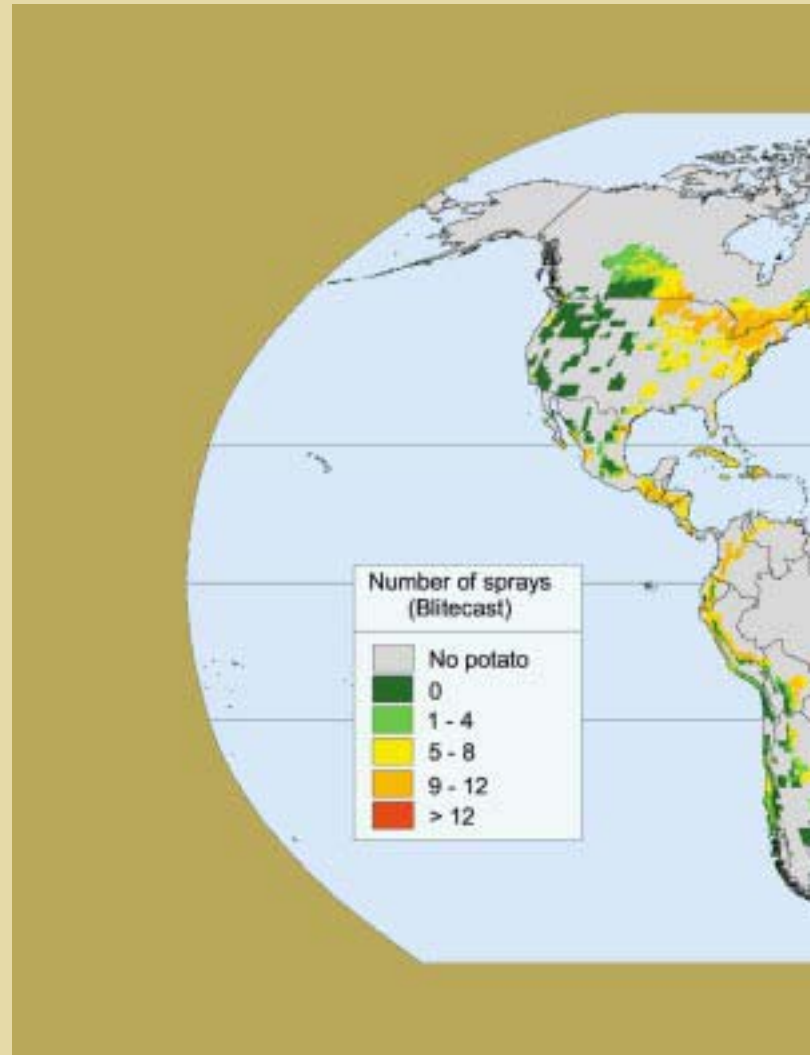 Number of sprays
(Blitecast)
No potato
0
1 - 4
5 - 8
9 - 12
> 12